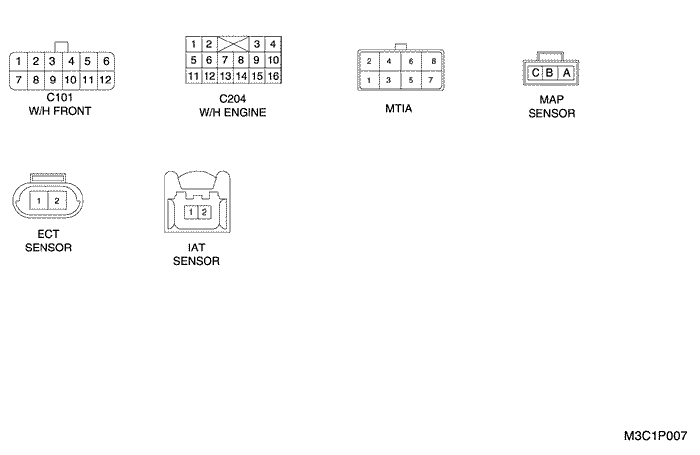 1 2 3 4 5 6
7 8 9 10 11 12
C101
W/H FRONT
1 2 3 4
5 6 7 8 9 10
11 12 13 14 15 16
C204
W/H ENGINE
2 4 6 8
1 3 5 7
MTIA
C B A
MAP
SENSOR
1 2
ECT
SENSOR
1 2
IAT
SENSOR
M3C1P007